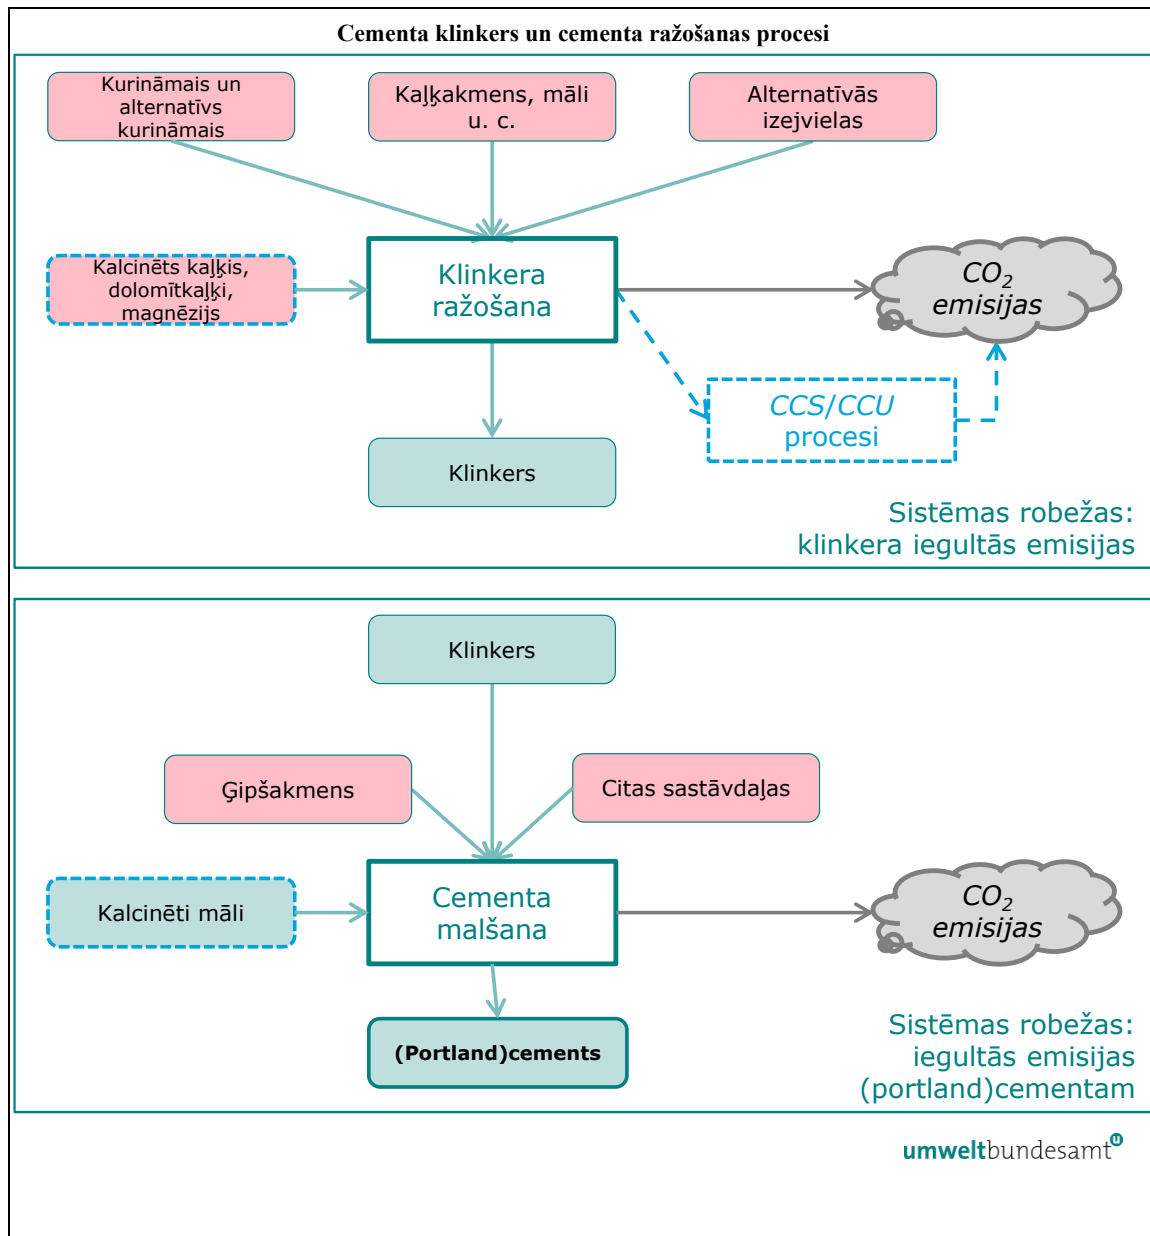 Cementa klinkers un cementa ražošanas procesi
Kurināmais un
alternatīvs
kurināmais
Kaļķakmens, māli
u. c.
Alternatīvās
izejvielas
Kalcinēts kaļķis,
dolomītkaļķi,
magnēzijs
Klinkera
ražošana
CO₂
emisijas
CCS/CCU
procesi
Klinkers
Sistēmas robežas:
klinkera iegultās emisijas
Klinkers
Ģipšakmens
Citas sastāvdaļas
Kalcinēti māli
Cementa
malšana
CO₂
emisijas
(Portland)cements
Sistēmas robežas:
iegultās emisijas
(portland)cementam
umweltbundesamt